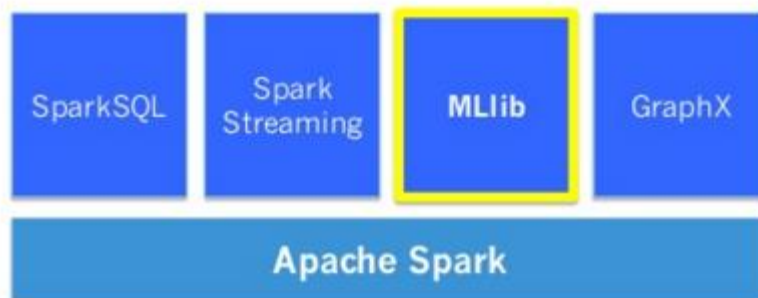 SparkSQL
Spark
Streaming
MLlib
GraphX
Apache Spark